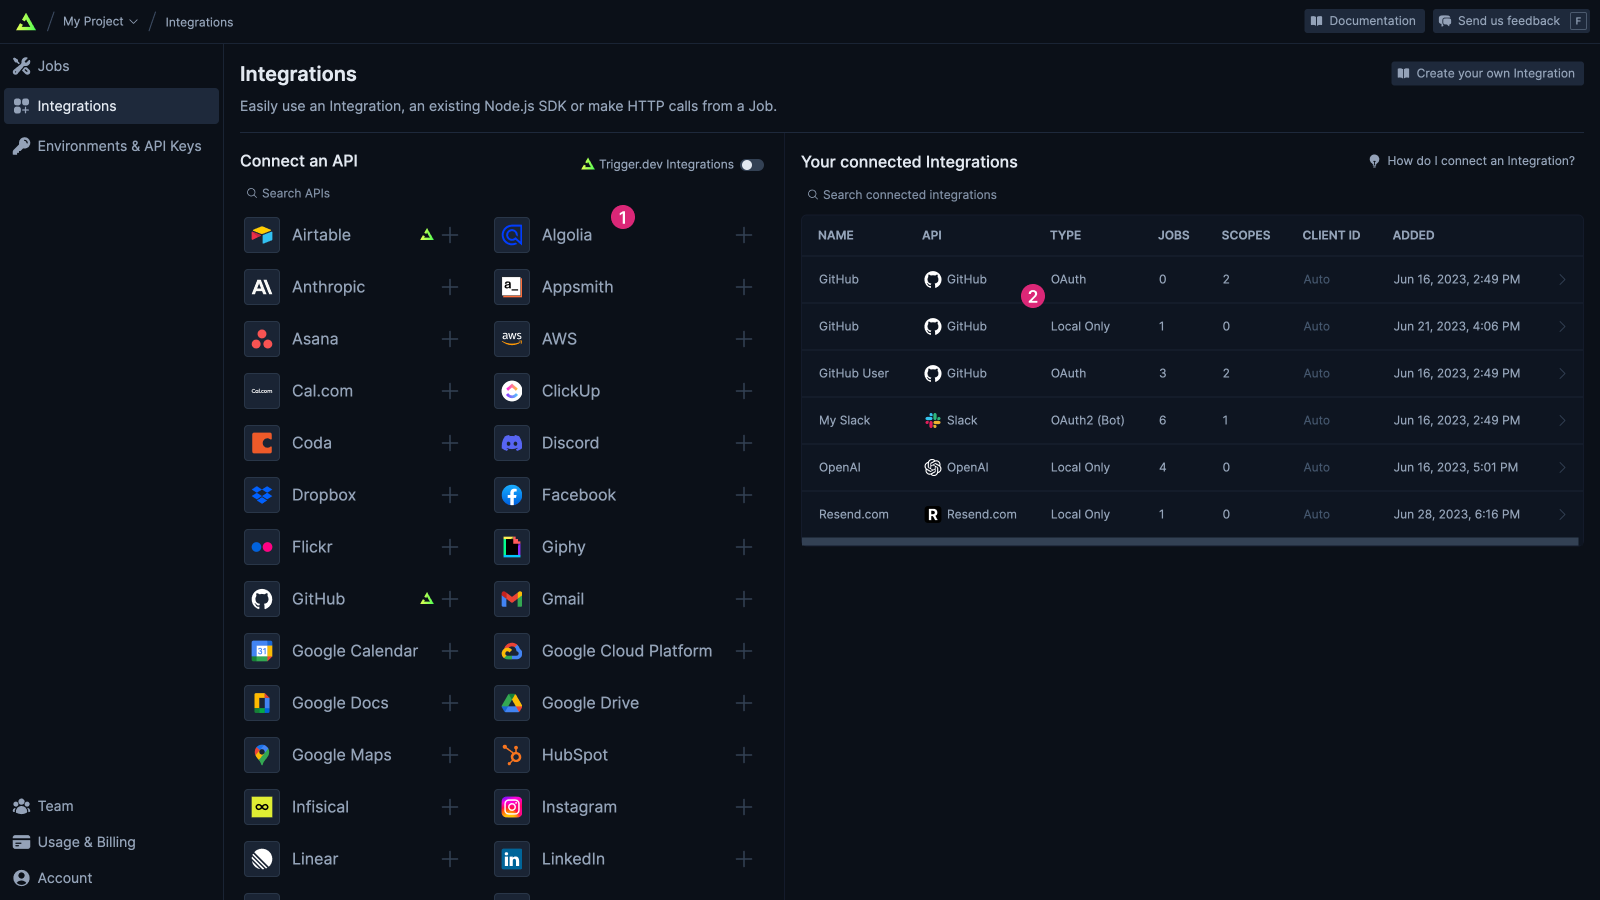 My Project
Integrations
Documentation
Send us feedback
F
Jobs
Integrations
Environments & API Keys
Team
Usage & Billing
Account
Integrations
Create your own Integration
Easily use an Integration, an existing Node.js SDK or make HTTP calls from a Job.
Connect an API
Trigger.dev Integrations
Search APIs
1
Airtable
Algolia
Anthropic
a_
Appsmith
Asana
aws
AWS
Cal.com
Cal.com
ClickUp
Coda
Discord
Dropbox
Facebook
Flickr
Giphy
GitHub
Gmail
31
Google Calendar
Google Cloud Platform
Google Docs
Google Drive
Google Maps
HubSpot
Infisical
Instagram
Linear
in
LinkedIn
Your connected Integrations
How do I connect an Integration?
Search connected integrations
NAME API TYPE JOBS SCOPES CLIENT ID ADDED
GitHub GitHub OAuth 0 2 Auto Jun 16, 2023, 2:49 PM
2
GitHub GitHub Local Only 1 0 Auto Jun 21, 2023, 4:06 PM
GitHub User GitHub OAuth 3 2 Auto Jun 16, 2023, 2:49 PM
My Slack Slack OAuth2 (Bot) 6 1 Auto Jun 16, 2023, 2:49 PM
OpenAI OpenAI Local Only 4 0 Auto Jun 16, 2023, 5:01 PM
Resend.com R Resend.com Local Only 1 0 Auto Jun 28, 2023, 6:16 PM